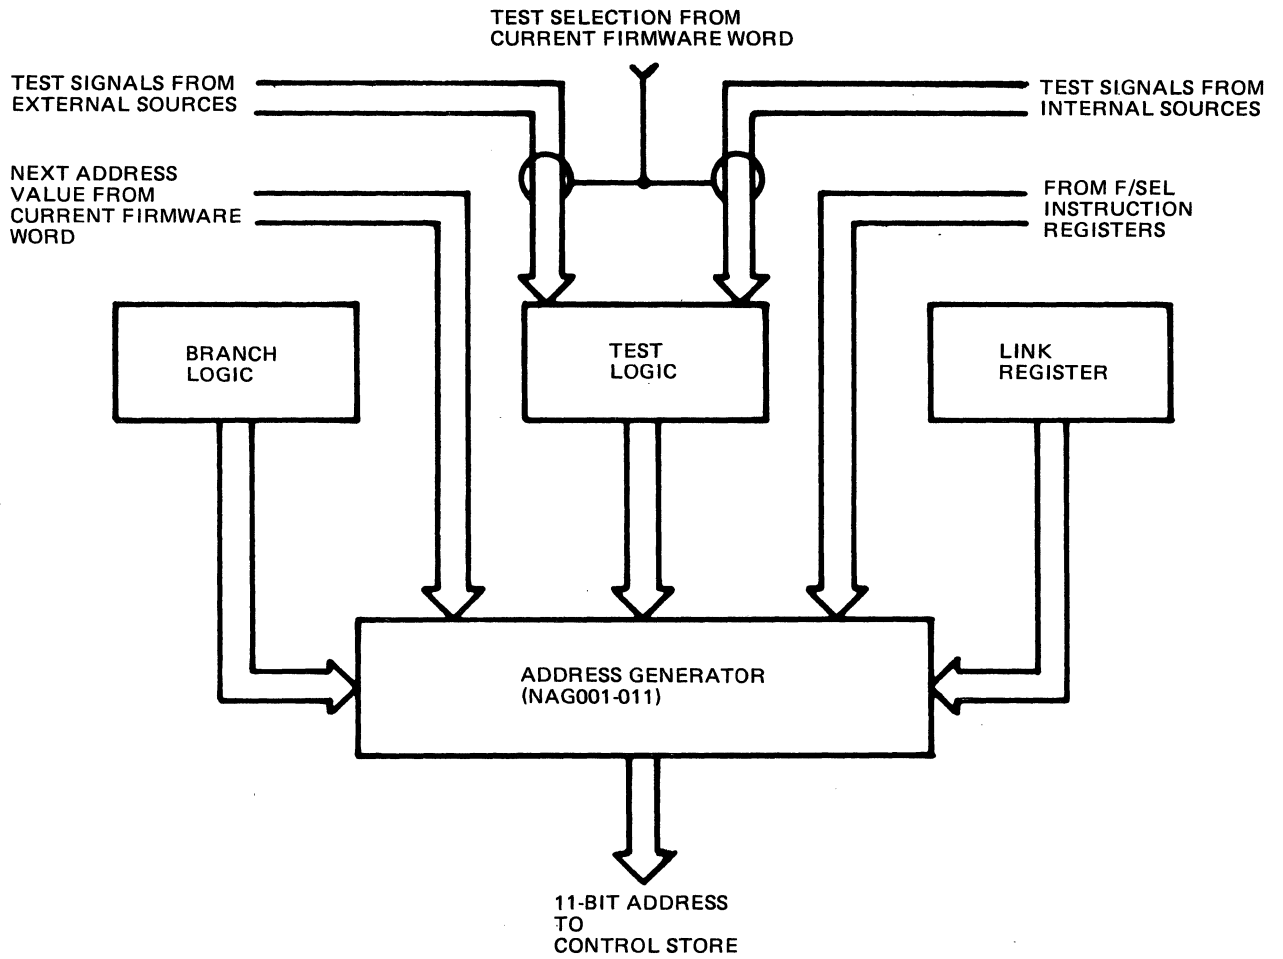 TEST SELECTION FROM
CURRENT FIRMWARE WORD
TEST SIGNALS FROM
EXTERNAL SOURCES
TEST SIGNALS FROM
INTERNAL SOURCES
NEXT ADDRESS
VALUE FROM
CURRENT FIRMWARE
WORD
FROM F/SEL
INSTRUCTION
REGISTERS
BRANCH
LOGIC
TEST
LOGIC
LINK
REGISTER
ADDRESS GENERATOR
(NAG001-011)
11-BIT ADDRESS
TO
CONTROL STORE